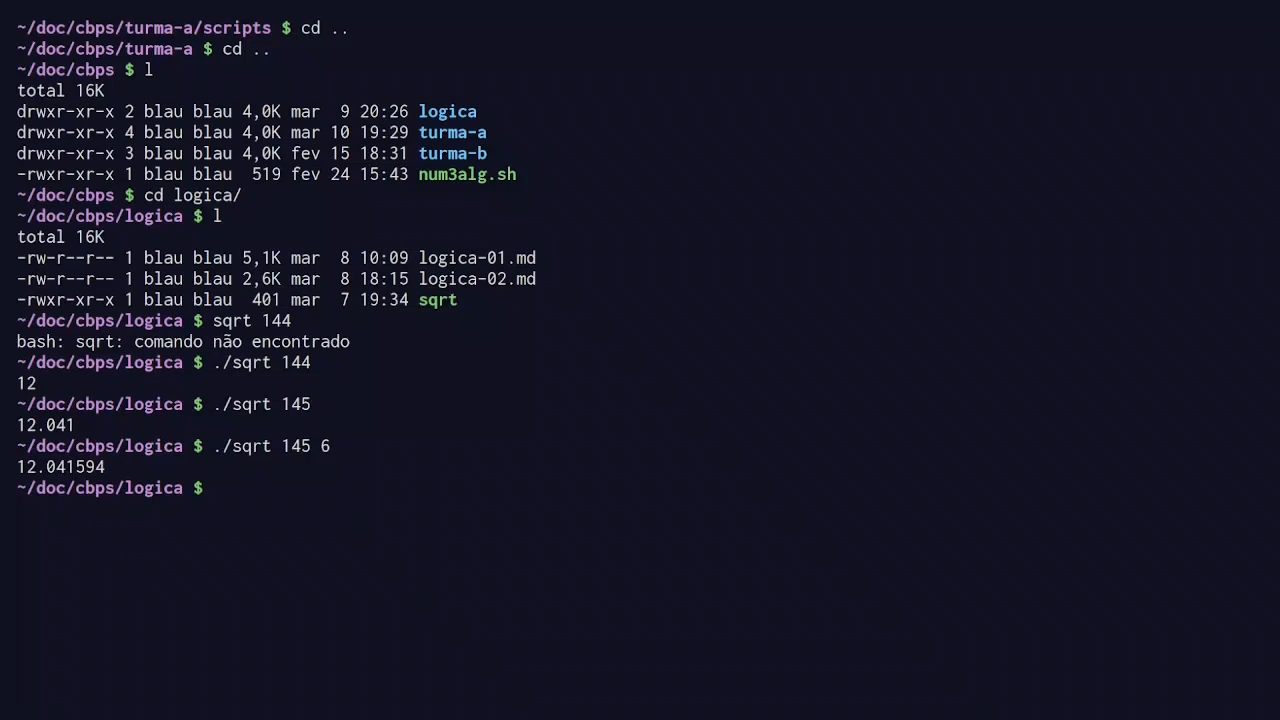 ~/doc/cbps/turma-a/scripts $ cd ..
~/doc/cbps/turma-a $ cd ..
~/doc/cbps $ l
total 16K
drwxr-xr-x 2 blau blau 4,0K mar  9 20:26 logica
drwxr-xr-x 4 blau blau 4,0K mar 10 19:29 turma-a
drwxr-xr-x 3 blau blau 4,0K fev 15 18:31 turma-b
-rwxr-xr-x 1 blau blau  519 fev 24 15:43 num3alg.sh
~/doc/cbps $ cd logica/
~/doc/cbps/logica $ l
total 16K
-rw-r--r-- 1 blau blau 5,1K mar  8 10:09 logica-01.md
-rw-r--r-- 1 blau blau 2,6K mar  8 18:15 logica-02.md
-rwxr-xr-x 1 blau blau  401 mar  7 19:34 sqrt
~/doc/cbps/logica $ sqrt 144
bash: sqrt: comando não encontrado
~/doc/cbps/logica $ ./sqrt 144
12
~/doc/cbps/logica $ ./sqrt 145
12.041
~/doc/cbps/logica $ ./sqrt 145 6
12.041594
~/doc/cbps/logica $